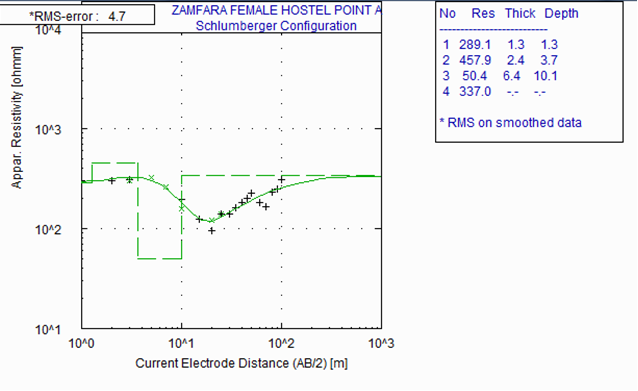 *RMS-error : 4.7
ZAMFARA FEMALE HOSTEL POINT A
Schlumberger Configuration
10^4
10^3
10^2
10^1
Appar. Resistivity [ohmm]
10^0 10^1 10^2 10^3
Current Electrode Distance (AB/2) [m]
No Res Thick Depth
---------------------------
1 289.1 1.3 1.3
2 457.9 2.4 3.7
3 50.4 6.4 10.1
4 337.0 -.- -.-
* RMS on smoothed data